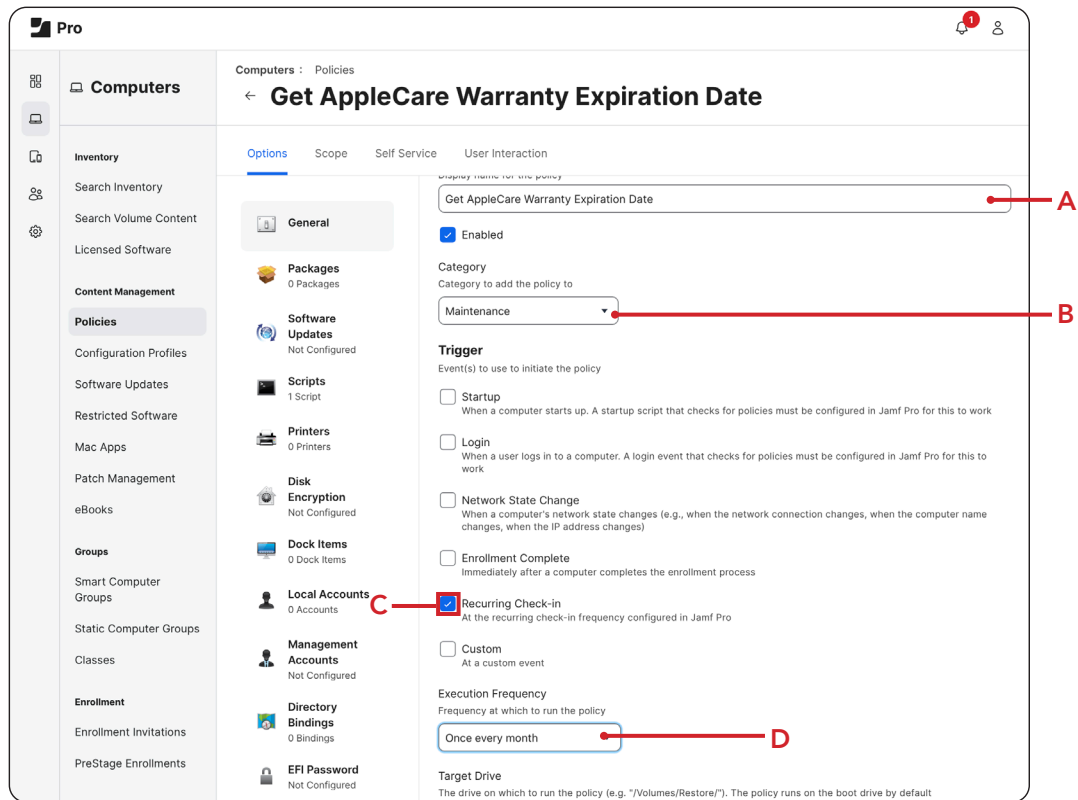 Pro
1
Computers
Inventory
Search Inventory
Search Volume Content
Licensed Software
Content Management
Policies
Configuration Profiles
Software Updates
Restricted Software
Mac Apps
Patch Management
eBooks
Groups
Smart Computer
Groups
Static Computer Groups
Classes
Enrollment
Enrollment Invitations
PreStage Enrollments
Computers : Policies
← Get AppleCare Warranty Expiration Date
Options Scope Self Service User Interaction
General
Packages
0 Packages
Software
Updates
Not Configured
Scripts
1 Script
Printers
0 Printers
Disk
Encryption
Not Configured
Dock Items
0 Dock Items
Local Accounts
0 Accounts
Management
Accounts
Not Configured
Directory
Bindings
0 Bindings
EFI Password
Not Configured
Display name for the policy
Get AppleCare Warranty Expiration Date
A
Enabled
Category
Category to add the policy to
Maintenance
B
Trigger
Event(s) to use to initiate the policy
Startup
When a computer starts up. A startup script that checks for policies must be configured in Jamf Pro for this to work
Login
When a user logs in to a computer. A login event that checks for policies must be configured in Jamf Pro for this to
work
Network State Change
When a computer's network state changes (e.g., when the network connection changes, when the computer name
changes, when the IP address changes)
Enrollment Complete
Immediately after a computer completes the enrollment process
C
Recurring Check-in
At the recurring check-in frequency configured in Jamf Pro
Custom
At a custom event
Execution Frequency
Frequency at which to run the policy
Once every month
D
Target Drive
The drive on which to run the policy (e.g. "/Volumes/Restore/"). The policy runs on the boot drive by default